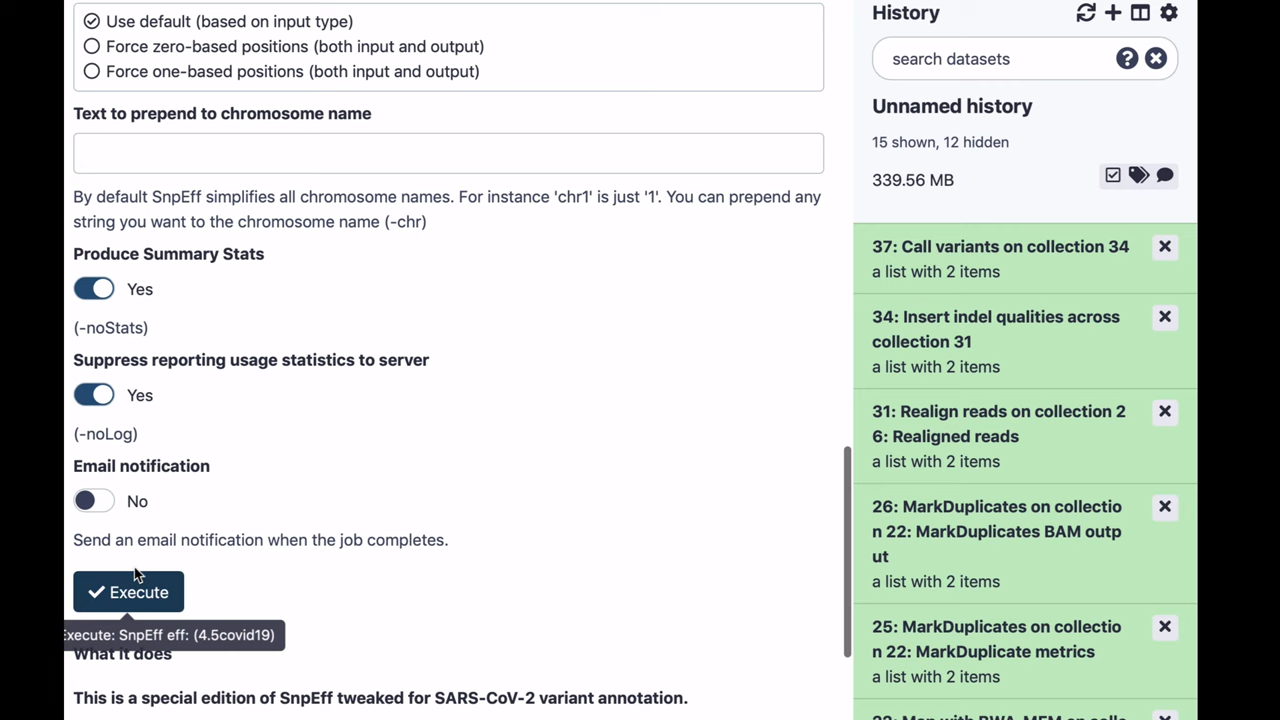 Use default (based on input type)
Force zero-based positions (both input and output)
Force one-based positions (both input and output)
Text to prepend to chromosome name
By default SnpEff simplifies all chromosome names. For instance 'chr1' is just '1'. You can prepend any
string you want to the chromosome name (-chr)
Produce Summary Stats
Yes
(-noStats)
Suppress reporting usage statistics to server
Yes
(-noLog)
Email notification
No
Send an email notification when the job completes.
Execute
Execute: SnpEff eff: (4.5covid19)
What it does
This is a special edition of SnpEff tweaked for SARS-CoV-2 variant annotation.
History
search datasets
Unnamed history
15 shown, 12 hidden
339.56 MB
37: Call variants on collection 34
a list with 2 items
34: Insert indel qualities across
collection 31
a list with 2 items
31: Realign reads on collection 2
6: Realigned reads
a list with 2 items
26: MarkDuplicates on collectio
n 22: MarkDuplicates BAM outp
ut
a list with 2 items
25: MarkDuplicates on collectio
n 22: MarkDuplicate metrics
a list with 2 items